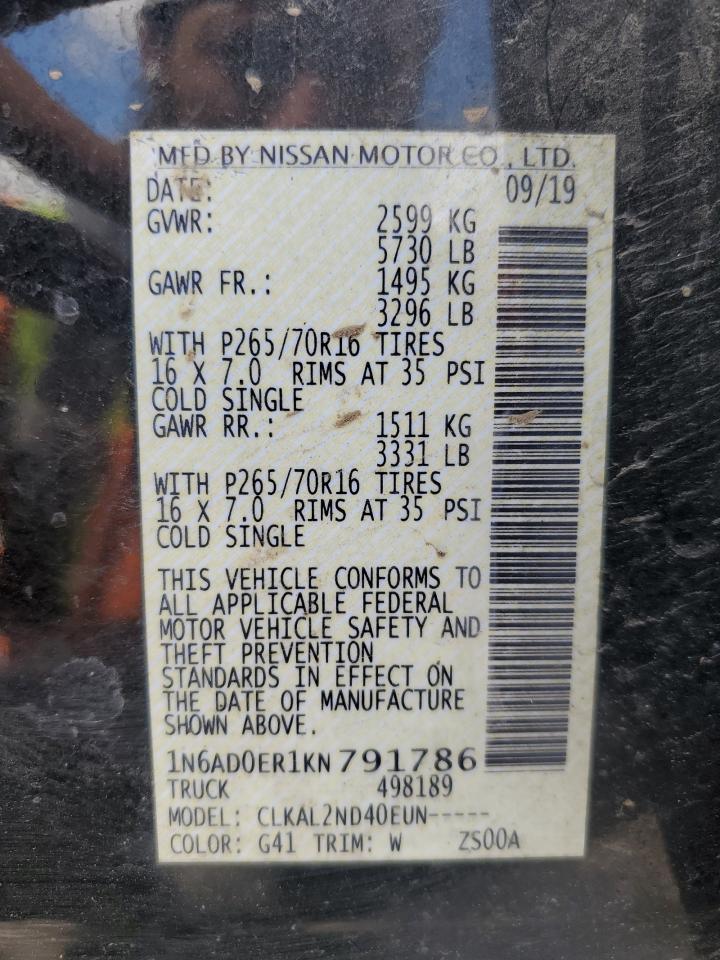 MFD BY NISSAN MOTOR CO., LTD.
DATE: 09/19
GVWR: 2599 KG
5730 LB
GAWR FR.: 1495 KG
3296 LB
WITH P265/70R16 TIRES
16 X 7.0 RIMS AT 35 PSI
COLD SINGLE
GAWR RR.: 1511 KG
3331 LB
WITH P265/70R16 TIRES
16 X 7.0 RIMS AT 35 PSI
COLD SINGLE
THIS VEHICLE CONFORMS TO
ALL APPLICABLE FEDERAL
MOTOR VEHICLE SAFETY AND
THEFT PREVENTION
STANDARDS IN EFFECT ON
THE DATE OF MANUFACTURE
SHOWN ABOVE.
1N6AD0ER1KN791786
TRUCK 498189
MODEL: CLKAL2ND40EUN-----
COLOR: G41 TRIM: W ZS00A